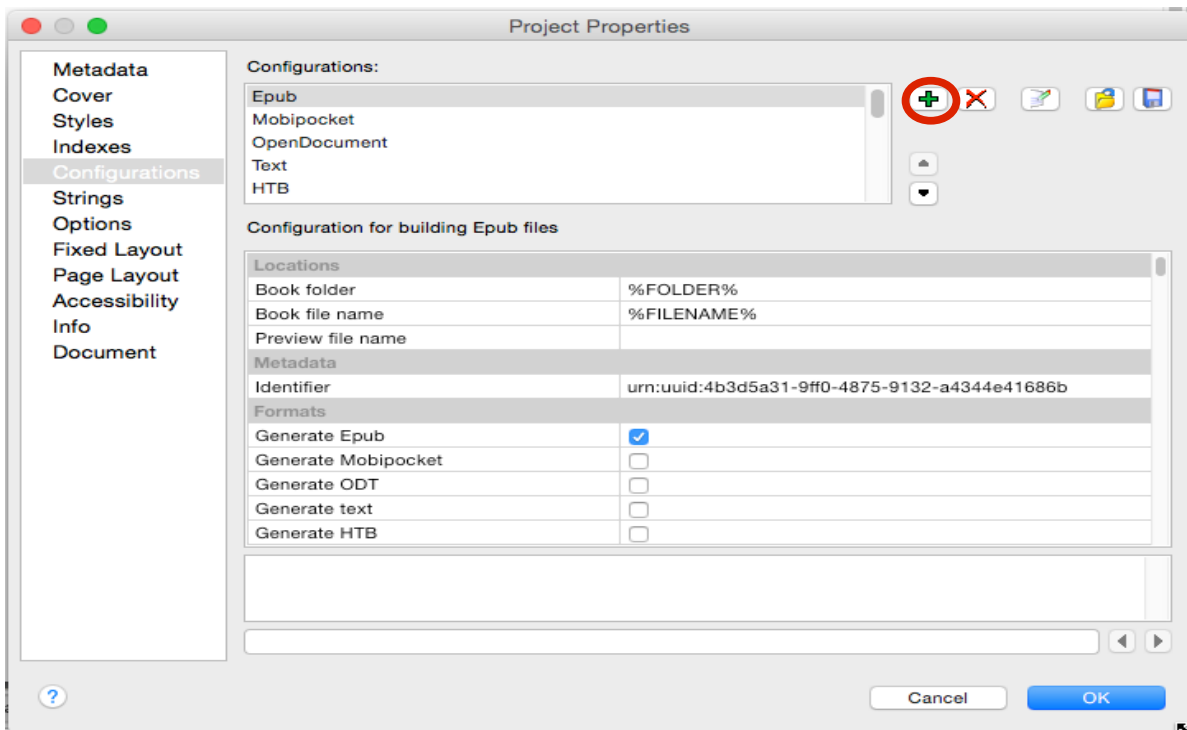 Project Properties
Metadata
Cover
Styles
Indexes
Configurations
Strings
Options
Fixed Layout
Page Layout
Accessibility
Info
Document
Configurations:
Epub
Mobipocket
OpenDocument
Text
HTB
Configuration for building Epub files
Locations
Book folder %FOLDER%
Book file name %FILENAME%
Preview file name
Metadata
Identifier urn:uuid:4b3d5a31-9ff0-4875-9132-a4344e41686b
Formats
Generate Epub
Generate Mobipocket
Generate ODT
Generate text
Generate HTB
?
Cancel
OK